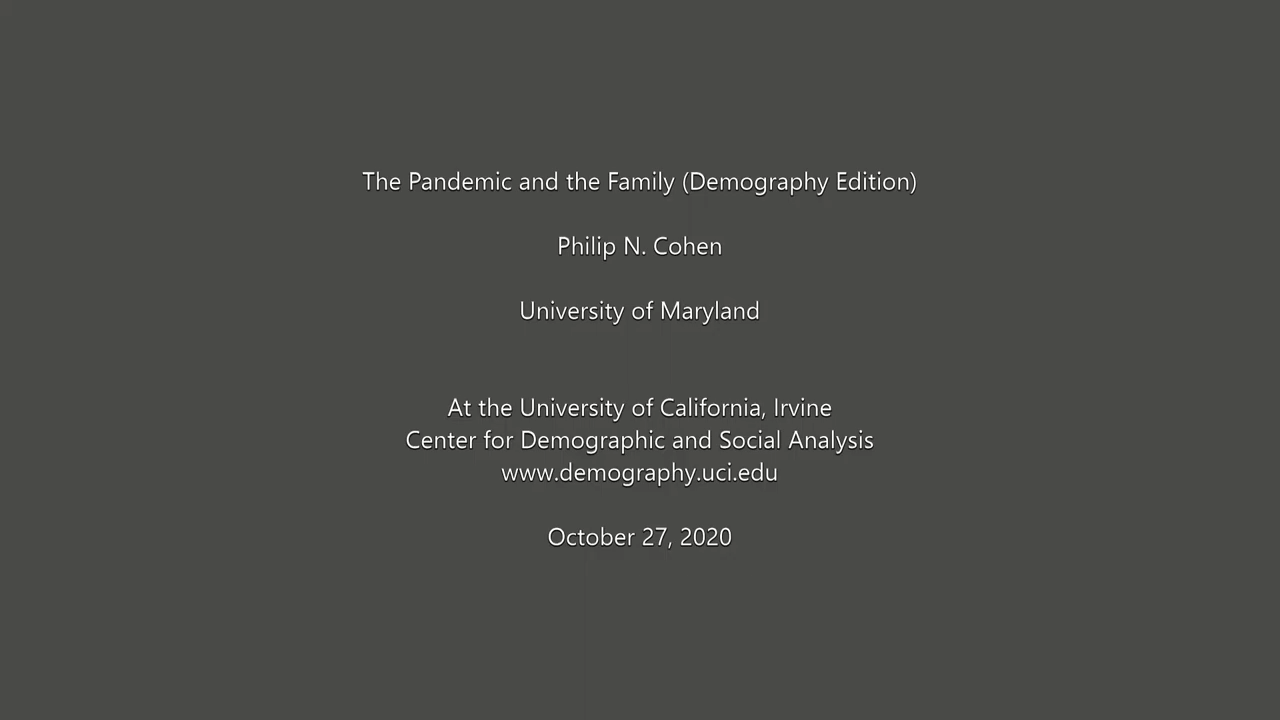 The Pandemic and the Family (Demography Edition)
Philip N. Cohen
University of Maryland
At the University of California, Irvine
Center for Demographic and Social Analysis
www.demography.uci.edu
October 27, 2020